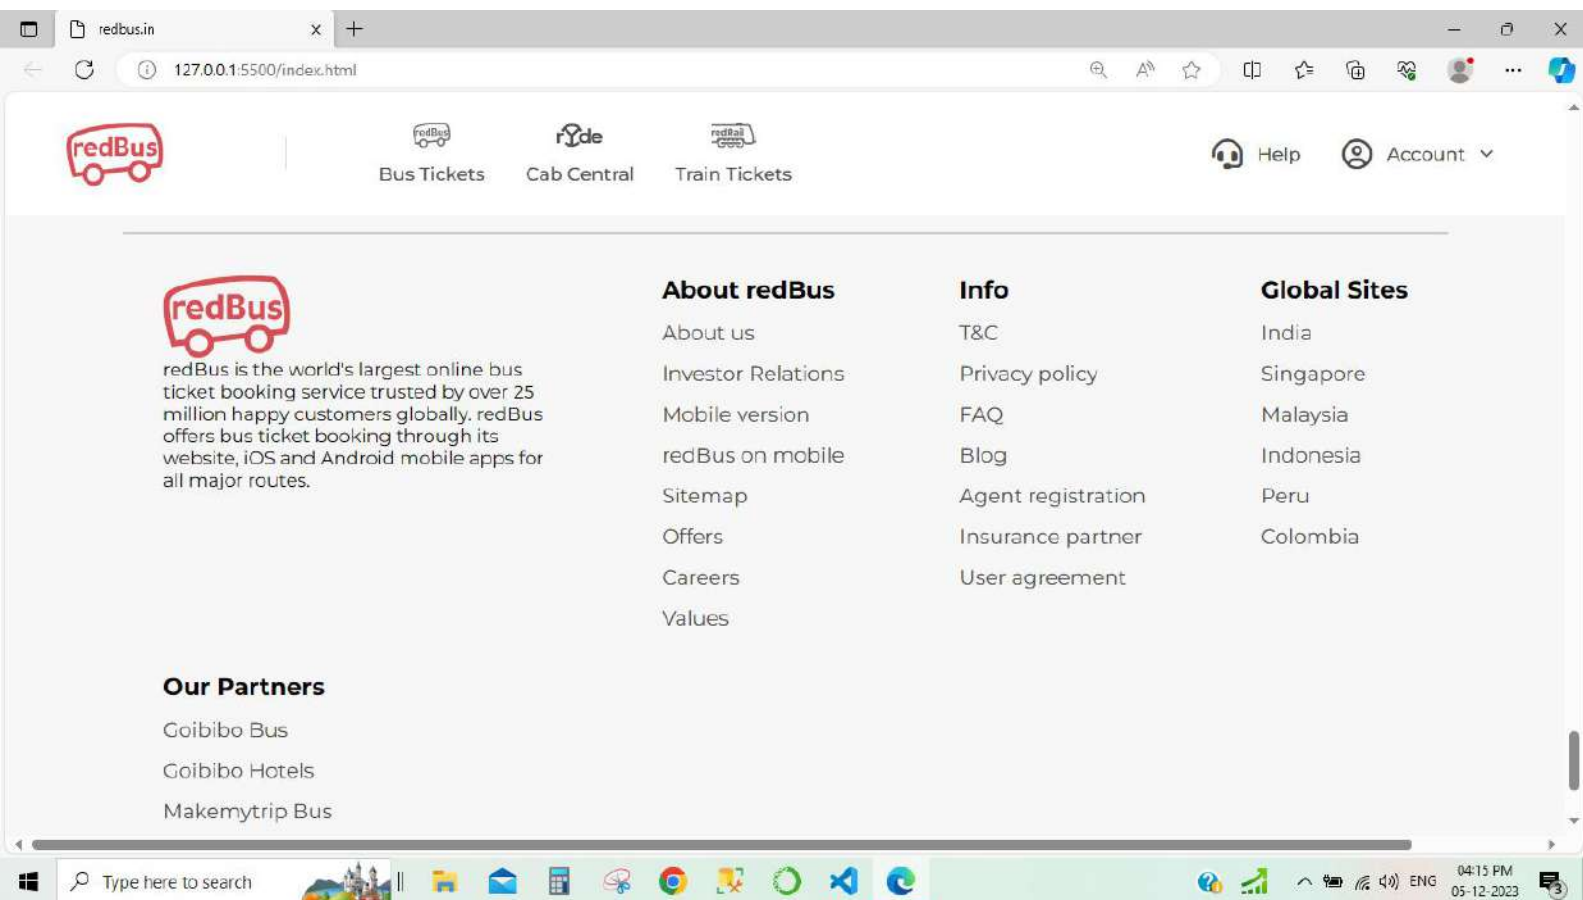 redbus.in
127.0.0.1:5500/index.html
redBus
redBus
Bus Tickets
rYde
Cab Central
redRail
Train Tickets
Help
Account
redBus
redBus is the world's largest online bus
ticket booking service trusted by over 25
million happy customers globally. redBus
offers bus ticket booking through its
website, iOS and Android mobile apps for
all major routes.
About redBus
About us
Investor Relations
Mobile version
redBus on mobile
Sitemap
Offers
Careers
Values
Info
T&C
Privacy policy
FAQ
Blog
Agent registration
Insurance partner
User agreement
Global Sites
India
Singapore
Malaysia
Indonesia
Peru
Colombia
Our Partners
Goibibo Bus
Goibibo Hotels
Makemytrip Bus
Type here to search
ENG
04:15 PM
05-12-2023
3